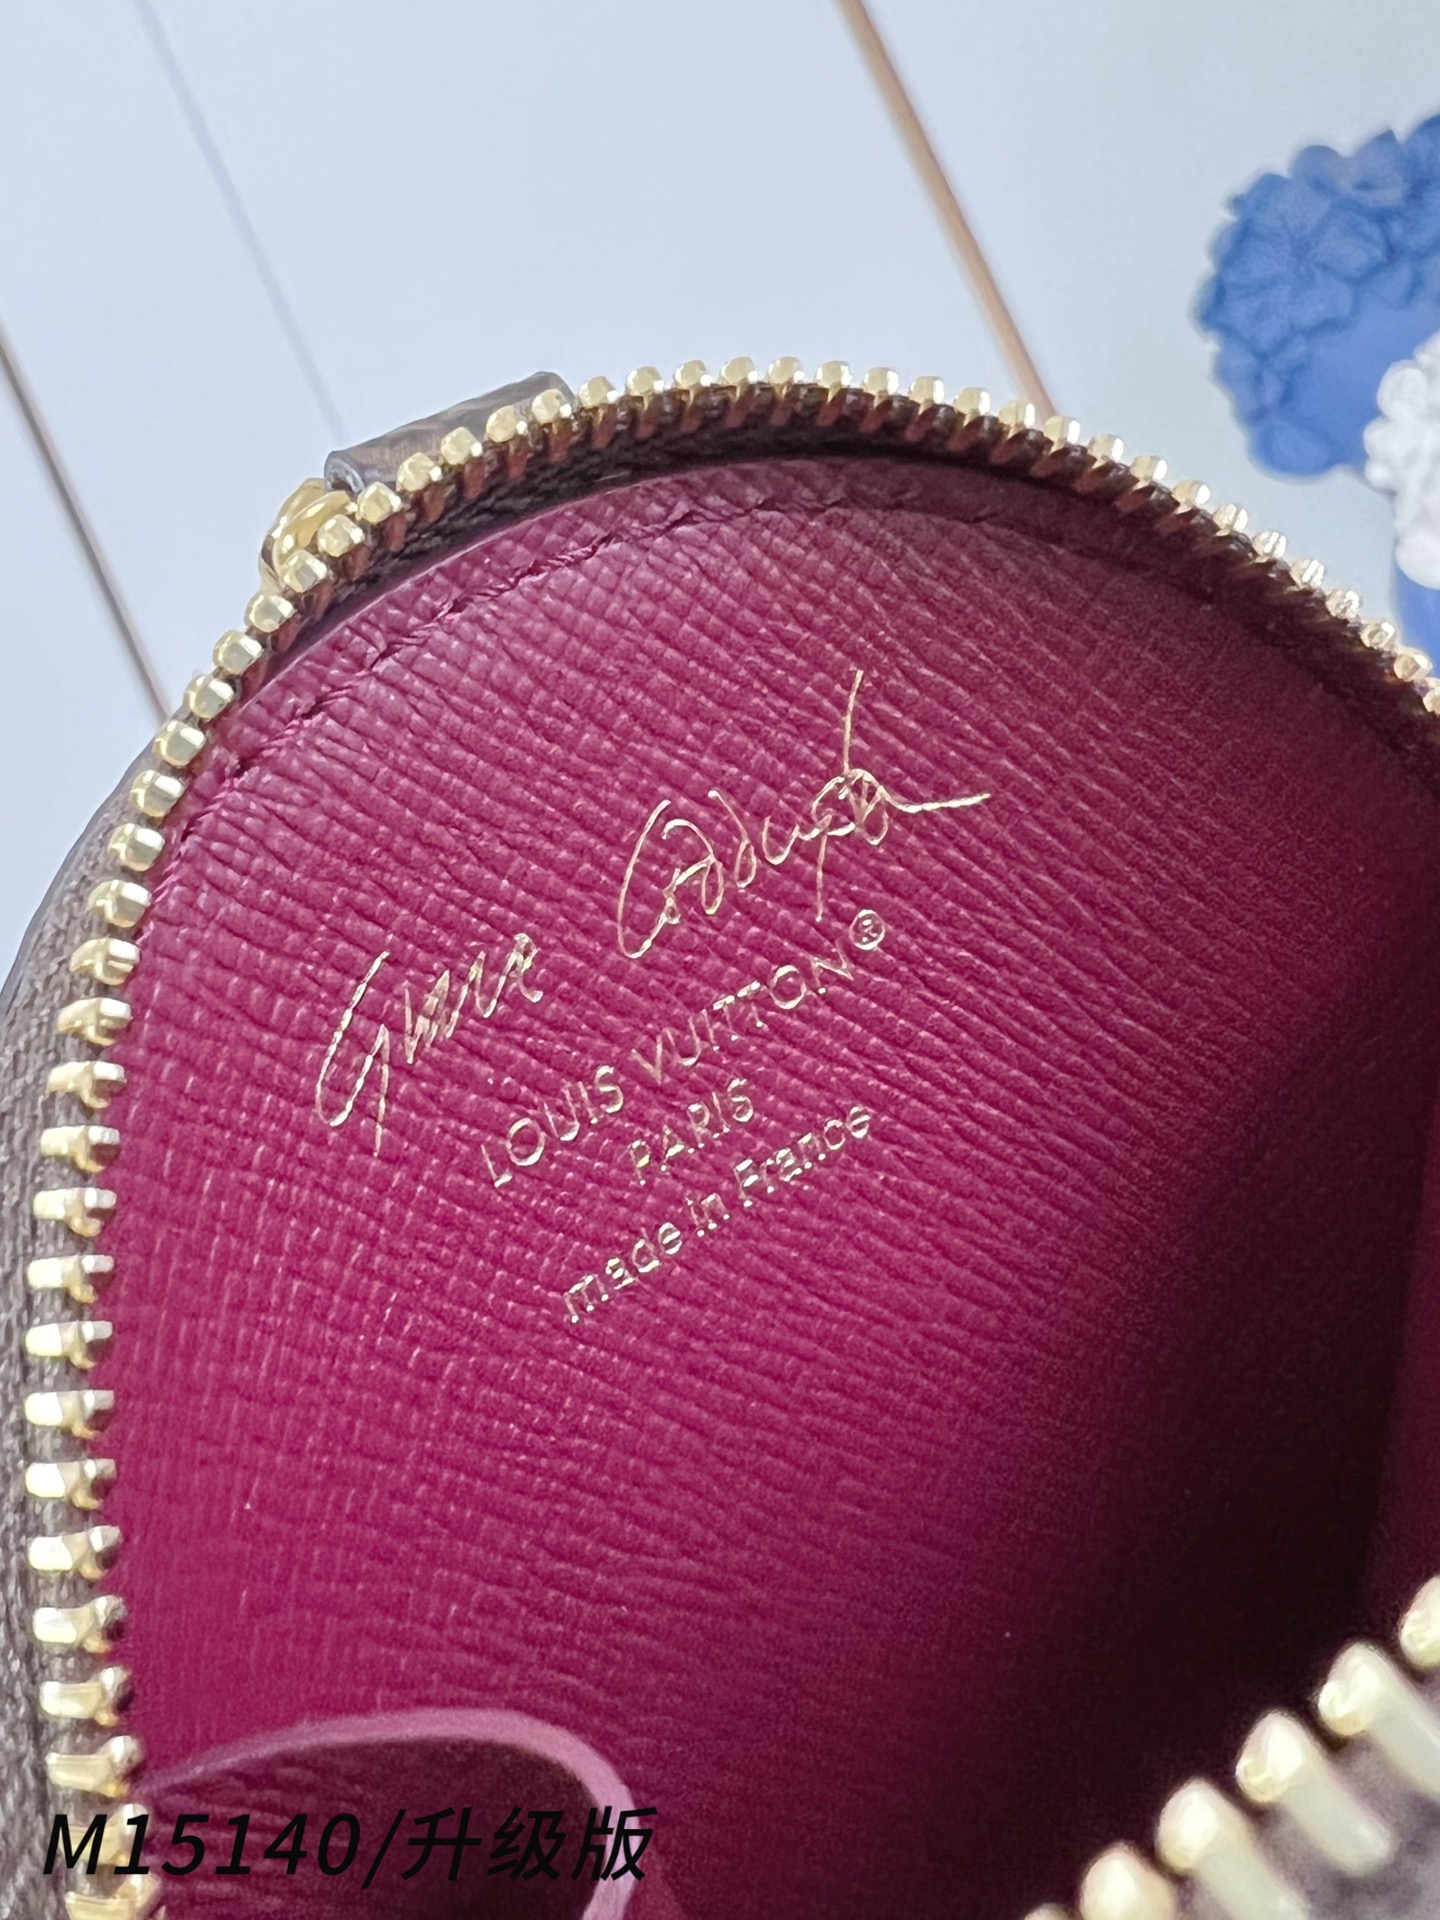 LOUIS VUITTON®
PARIS
made in France
M15140/升级版